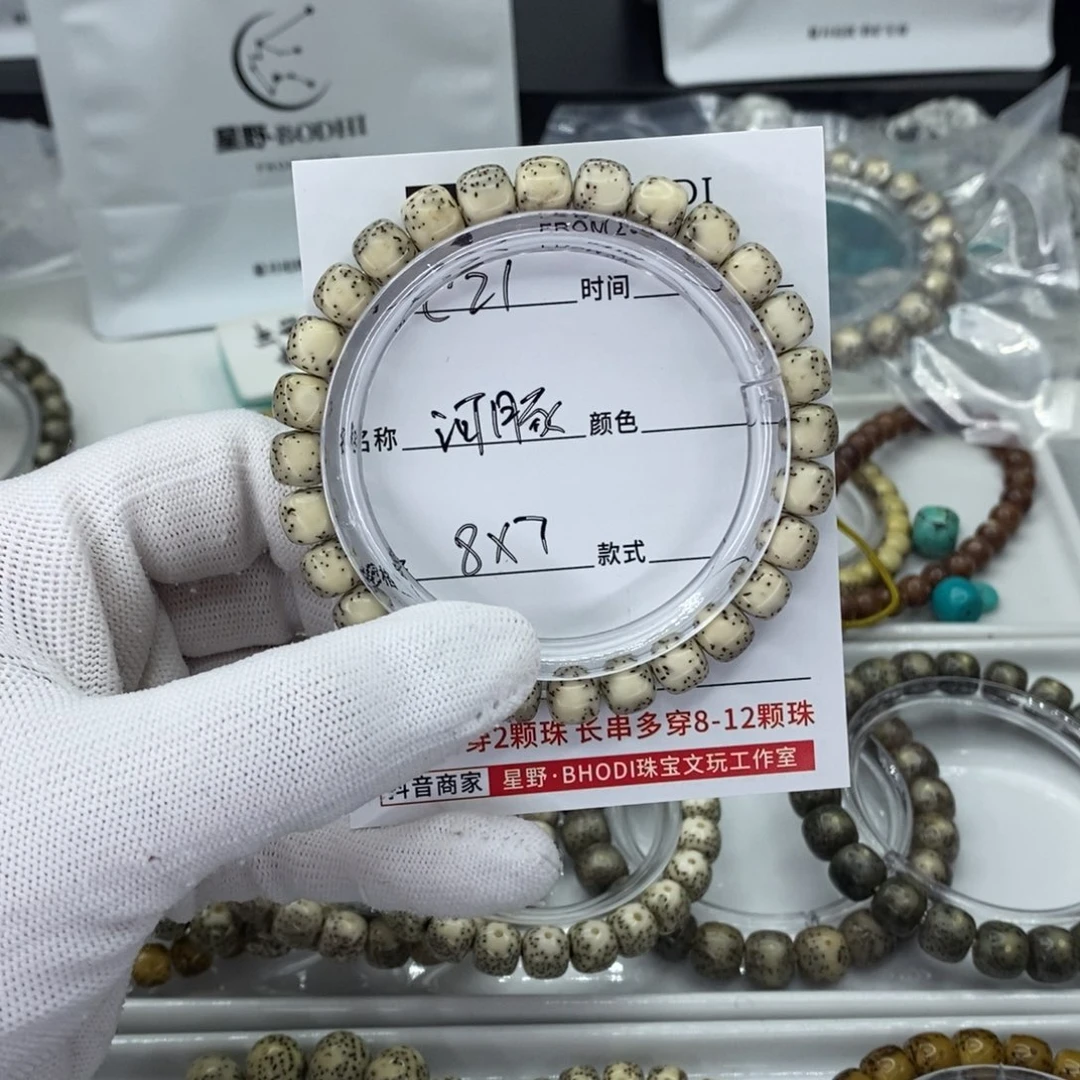 星野·BODHI
DI
FROM
21 时间
名称 河豚 颜色
8X7 款式
穿2颗珠 长串多穿8-12颗珠
抖音商家 星野·BHODI珠宝文玩工作室